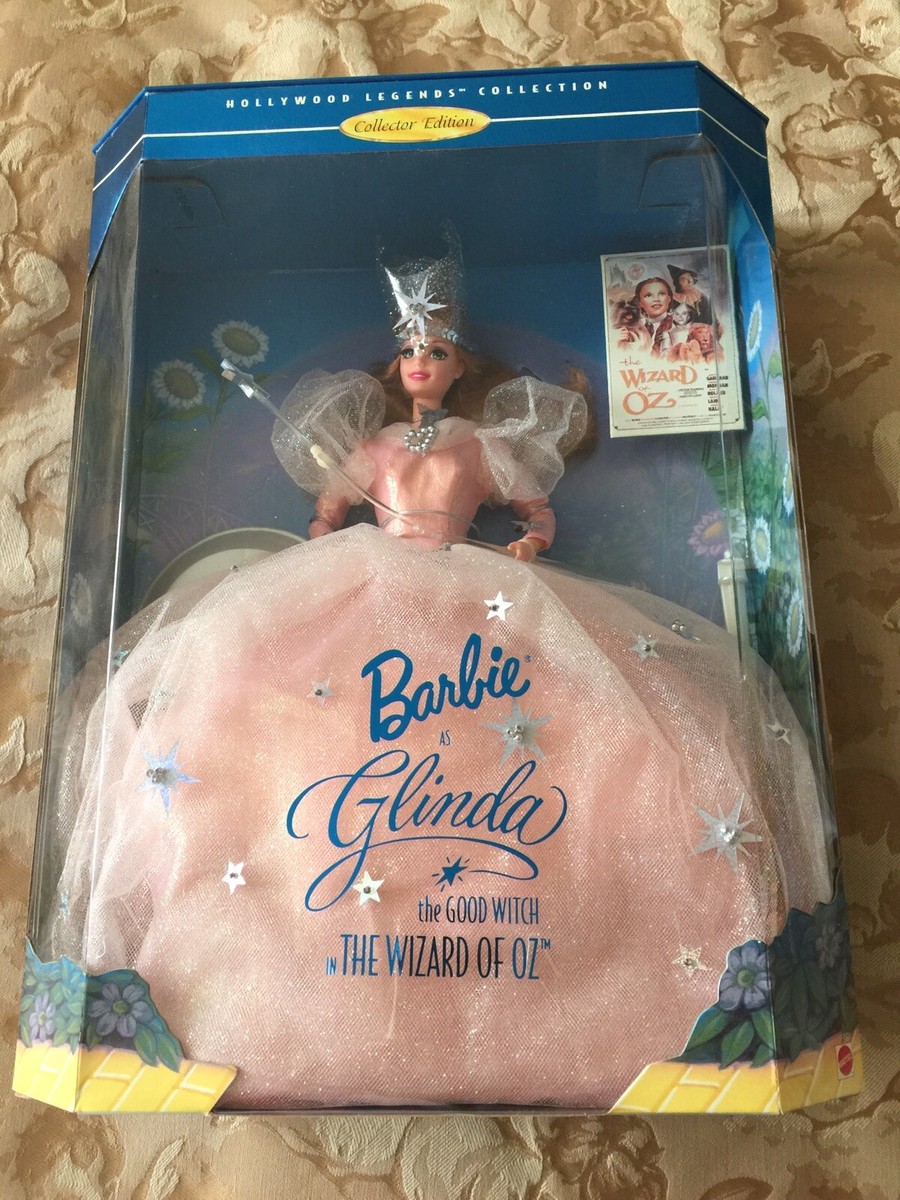 HOLLYWOOD LEGENDS™ COLLECTION
Collector Edition
the
WIZARD
OF
OZ
Barbie®
AS
Glinda
the GOOD WITCH
IN THE WIZARD OF OZ™